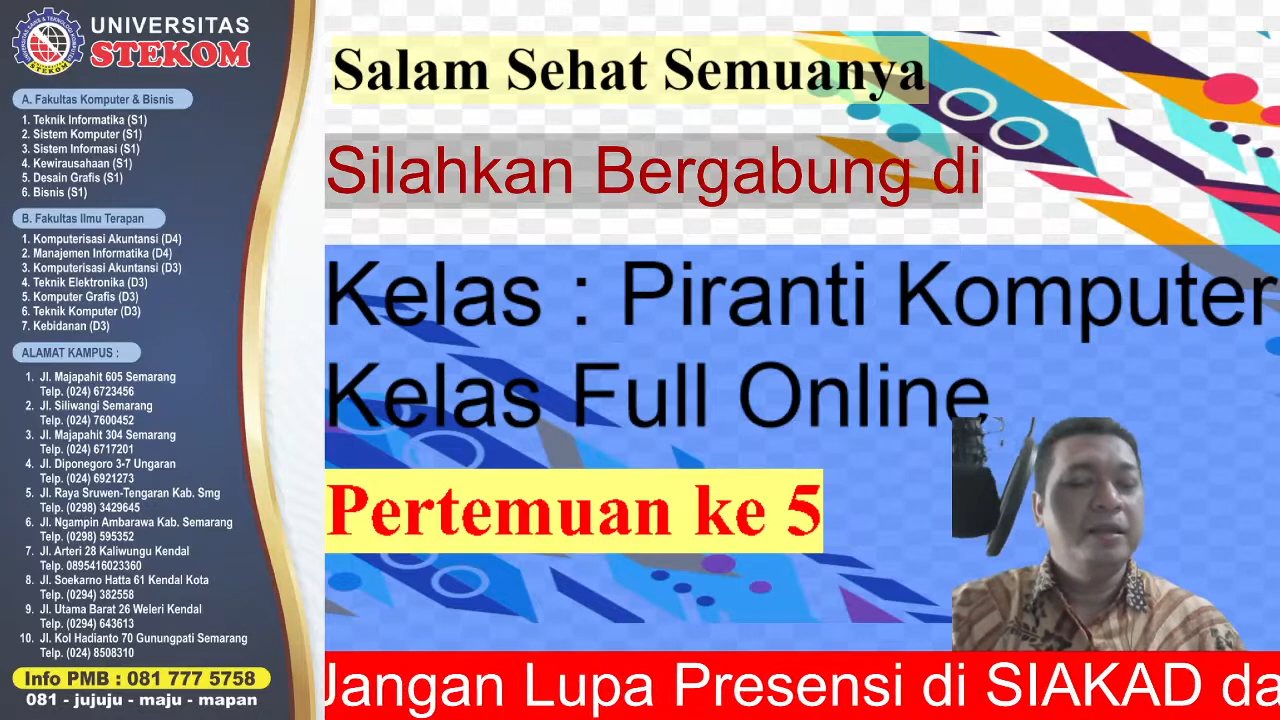 UNIVERSITAS
STEKOM
A. Fakultas Komputer & Bisnis
1. Teknik Informatika (S1)
2. Sistem Komputer (S1)
3. Sistem Informasi (S1)
4. Kewirausahaan (S1)
5. Desain Grafis (S1)
6. Bisnis (S1)
B. Fakultas Ilmu Terapan
1. Komputerisasi Akuntansi (D4)
2. Manajemen Informatika (D4)
3. Komputerisasi Akuntansi (D3)
4. Teknik Elektronika (D3)
5. Komputer Grafis (D3)
6. Teknik Komputer (D3)
7. Kebidanan (D3)
ALAMAT KAMPUS :
1. Jl. Majapahit 605 Semarang
Telp. (024) 6723456
2. Jl. Siliwangi Semarang
Telp. (024) 7600452
3. Jl. Majapahit 304 Semarang
Telp. (024) 6717201
4. Jl. Diponegoro 3-7 Ungaran
Telp. (024) 6921273
5. Jl. Raya Sruwen-Tengaran Kab. Smg
Telp. (0298) 3429645
6. Jl. Ngampin Ambarawa Kab. Semarang
Telp. (0298) 595352
7. Jl. Arteri 28 Kaliwungu Kendal
Telp. 0895416023360
8. Jl. Soekarno Hatta 61 Kendal Kota
Telp. (0294) 382558
9. Jl. Utama Barat 26 Weleri Kendal
Telp. (0294) 643613
10. Jl. Kol Hadianto 70 Gunungpati Semarang
Telp. (024) 8508310
Info PMB : 081 777 5758
081 - jujuju - maju - mapan
Salam Sehat Semuanya
Silahkan Bergabung di
Kelas : Piranti Komputer
Kelas Full Online
Pertemuan ke 5
Jangan Lupa Presensi di SIAKAD da